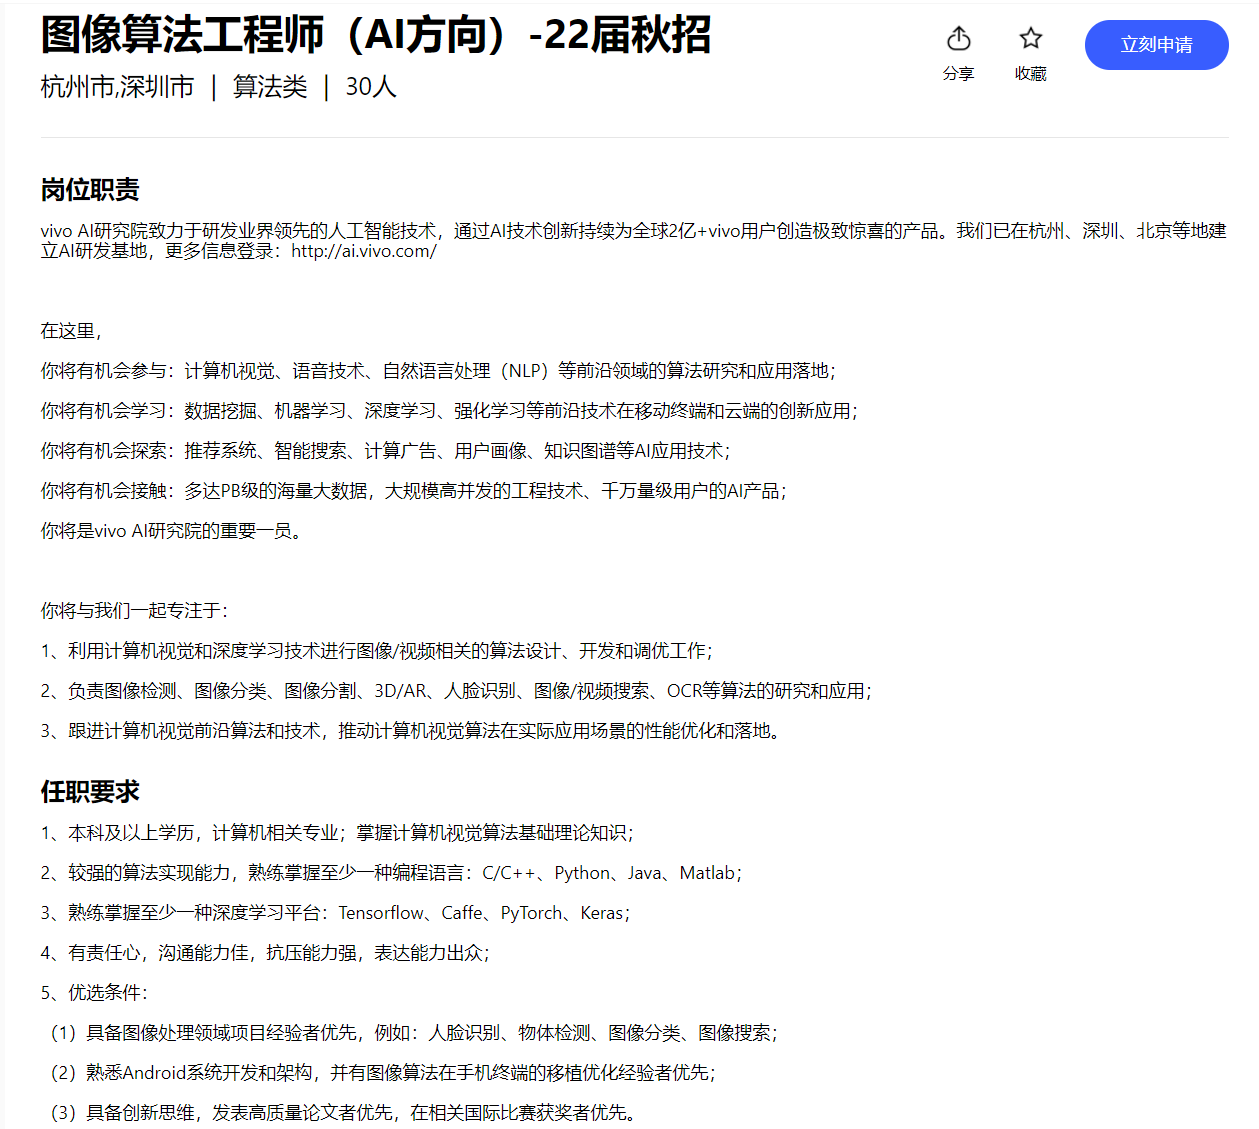 图像算法工程师（AI方向）-22届秋招
分享
收藏
立刻申请
杭州市,深圳市 | 算法类 | 30人
岗位职责
vivo AI研究院致力于研发业界领先的人工智能技术，通过AI技术创新持续为全球2亿+vivo用户创造极致惊喜的产品。我们已在杭州、深圳、北京等地建
立AI研发基地，更多信息登录：http://ai.vivo.com/
在这里，
你将有机会参与：计算机视觉、语音技术、自然语言处理（NLP）等前沿领域的算法研究和应用落地；
你将有机会学习：数据挖掘、机器学习、深度学习、强化学习等前沿技术在移动终端和云端的创新应用；
你将有机会探索：推荐系统、智能搜索、计算广告、用户画像、知识图谱等AI应用技术；
你将有机会接触：多达PB级的海量大数据，大规模高并发的工程技术、千万量级用户的AI产品；
你将是vivo AI研究院的重要一员。
你将与我们一起专注于：
1、利用计算机视觉和深度学习技术进行图像/视频相关的算法设计、开发和调优工作；
2、负责图像检测、图像分类、图像分割、3D/AR、人脸识别、图像/视频搜索、OCR等算法的研究和应用；
3、跟进计算机视觉前沿算法和技术，推动计算机视觉算法在实际应用场景的性能优化和落地。
任职要求
1、本科及以上学历，计算机相关专业；掌握计算机视觉算法基础理论知识；
2、较强的算法实现能力，熟练掌握至少一种编程语言：C/C++、Python、Java、Matlab；
3、熟练掌握至少一种深度学习平台：Tensorflow、Caffe、PyTorch、Keras；
4、有责任心，沟通能力佳，抗压能力强，表达能力出众；
5、优选条件：
（1）具备图像处理领域项目经验者优先，例如：人脸识别、物体检测、图像分类、图像搜索；
（2）熟悉Android系统开发和架构，并有图像算法在手机终端的移植优化经验者优先；
（3）具备创新思维，发表高质量论文者优先，在相关国际比赛获奖者优先。